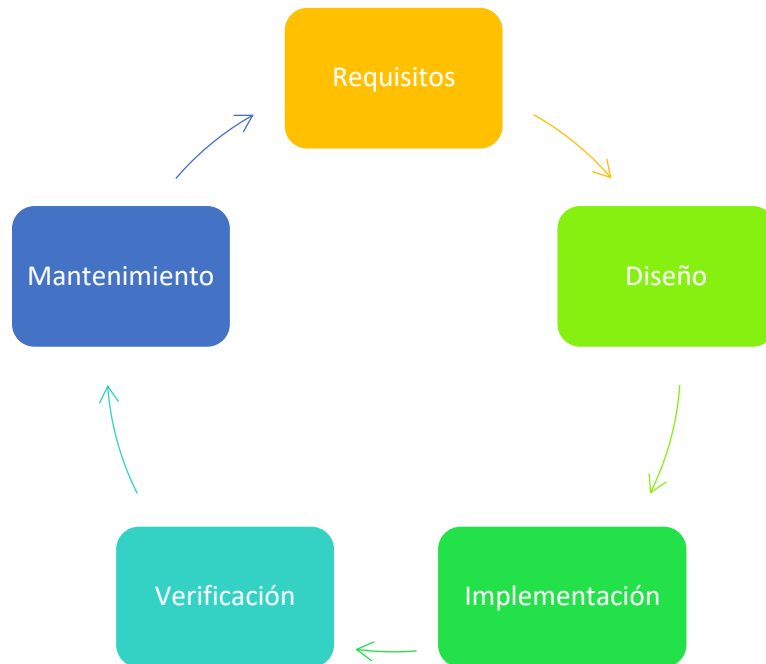 Requisitos
Diseño
Implementación
Verificación
Mantenimiento